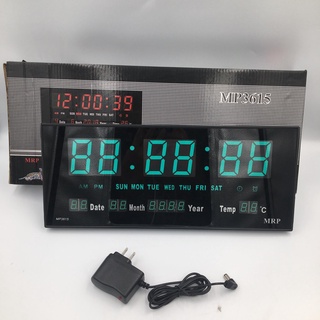 12:00:39
MP3615
MRP
88:88:88
AM PM SUN MON TUE WED THU FRI SAT
88 Date 88 Month 8888 Year Temp 88 °C
MP3615
MRP